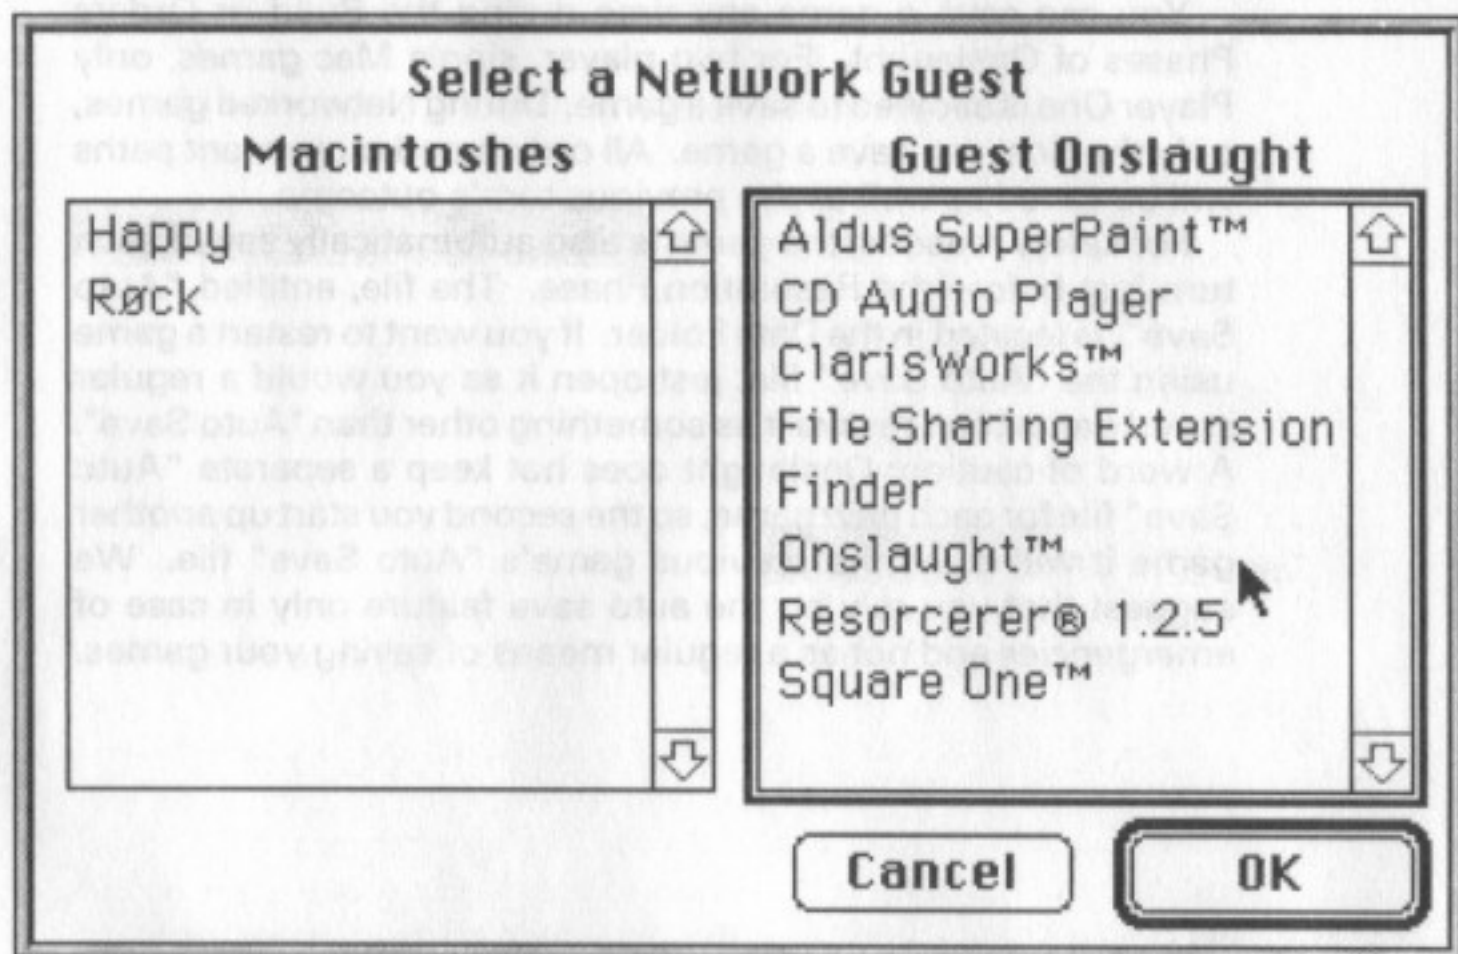 Select a Network Guest
Macintoshes
Guest Onslaught
Happy
Røck
Aldus SuperPaint™
CD Audio Player
ClarisWorks™
File Sharing Extension
Finder
Onslaught™
Resorcerer® 1.2.5
Square One™
Cancel
OK